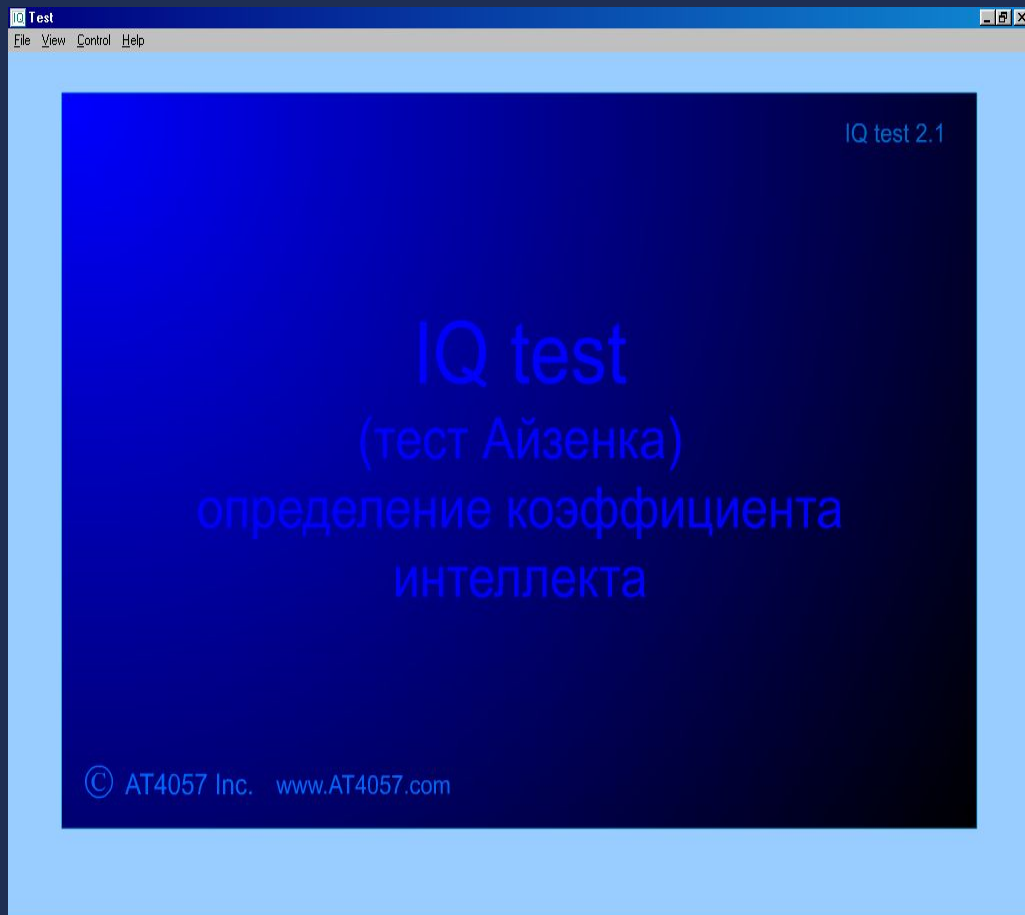 IQ Test
File View Control Help
IQ test 2.1
IQ test
(тест Айзенка)
определение коэффициента
интеллекта
© AT4057 Inc. www.AT4057.com